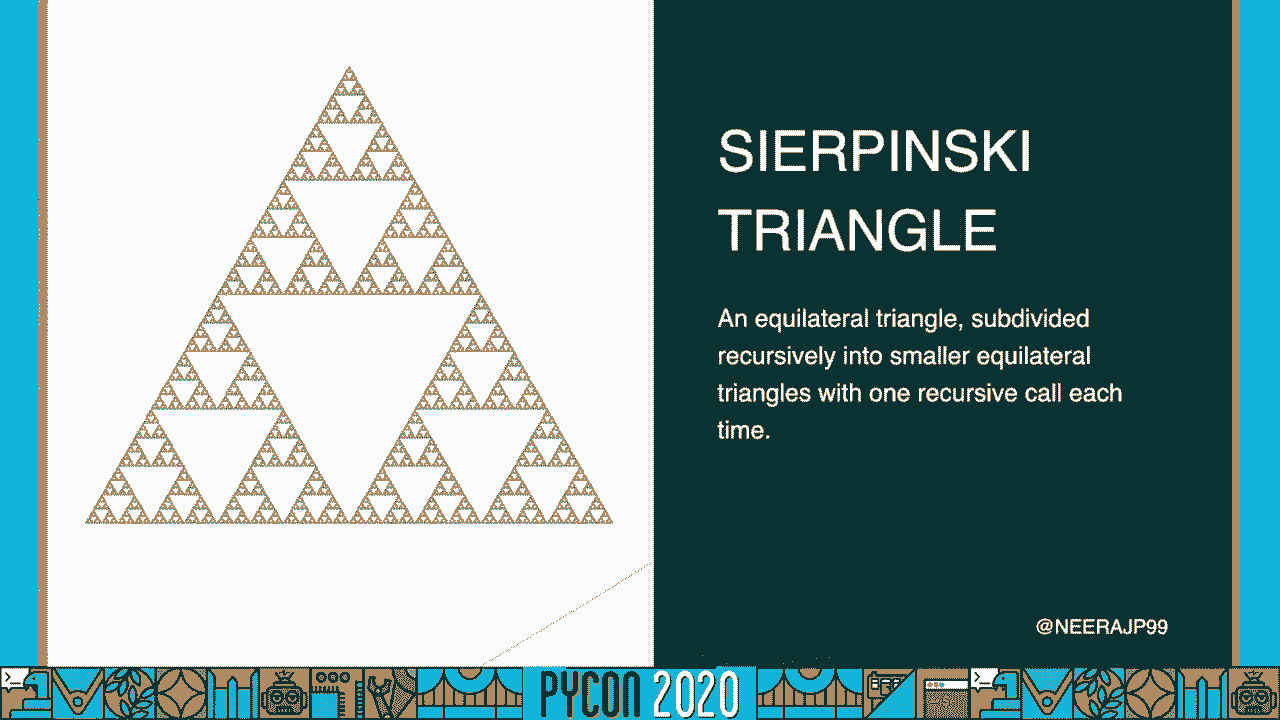 SIERPINSKI
TRIANGLE
An equilateral triangle, subdivided
recursively into smaller equilateral
triangles with one recursive call each
time.
@NEERAJP99
PYCON 2020